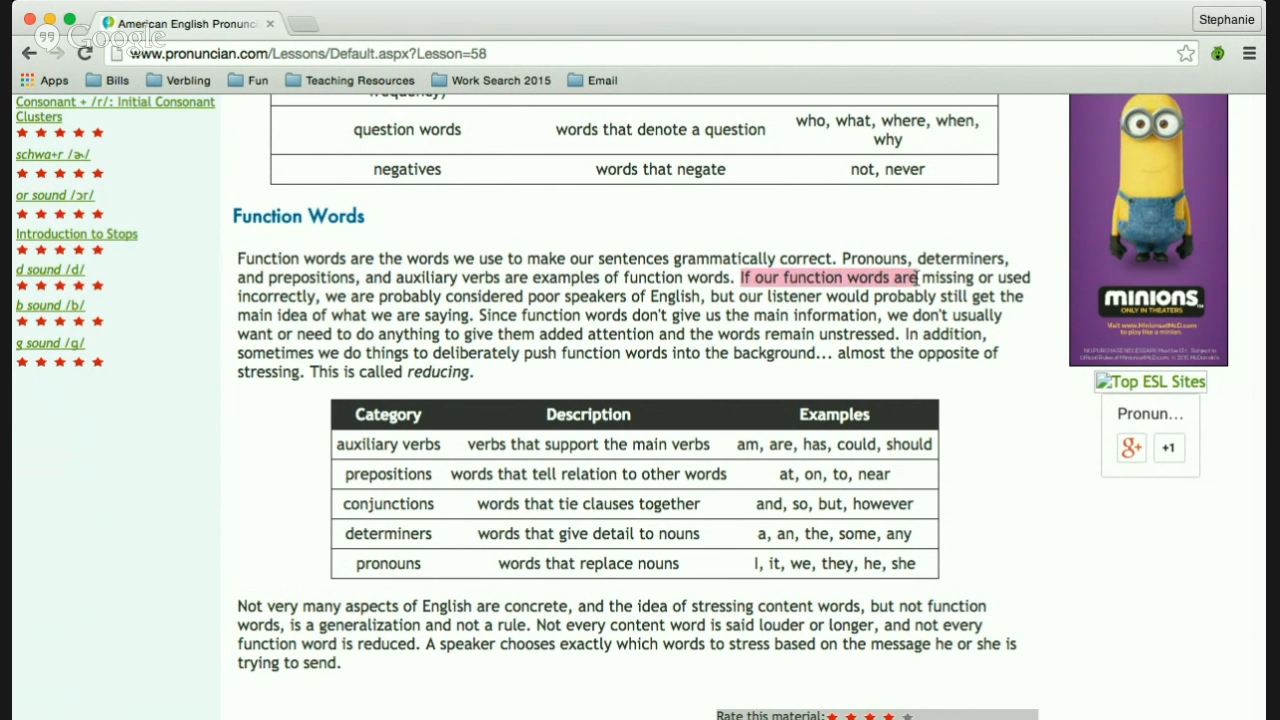 American English Pronunci
Stephanie
Google
www.pronuncian.com/Lessons/Default.aspx?Lesson=58
Apps Bills Verbling Fun Teaching Resources Work Search 2015 Email
Consonant + /r/: Initial Consonant
Clusters
schwa+r /ɚ/
or sound /ɔr/
Introduction to Stops
d sound /d/
b sound /b/
g sound /g/
frequency)
question words words that denote a question who, what, where, when,
why
negatives words that negate not, never
Function Words
Function words are the words we use to make our sentences grammatically correct. Pronouns, determiners,
and prepositions, and auxiliary verbs are examples of function words. If our function words are missing or used
incorrectly, we are probably considered poor speakers of English, but our listener would probably still get the
main idea of what we are saying. Since function words don't give us the main information, we don't usually
want or need to do anything to give them added attention and the words remain unstressed. In addition,
sometimes we do things to deliberately push function words into the background... almost the opposite of
stressing. This is called reducing.
Category Description Examples
auxiliary verbs verbs that support the main verbs am, are, has, could, should
prepositions words that tell relation to other words at, on, to, near
conjunctions words that tie clauses together and, so, but, however
determiners words that give detail to nouns a, an, the, some, any
pronouns words that replace nouns I, it, we, they, he, she
Not very many aspects of English are concrete, and the idea of stressing content words, but not function
words, is a generalization and not a rule. Not every content word is said louder or longer, and not every
function word is reduced. A speaker chooses exactly which words to stress based on the message he or she is
trying to send.
Rate this material:
MINIONS
ONLY IN THEATERS
Visit www.MinionsatMcD.com
to play like a minion.
Top ESL Sites
Pronun...
g+ +1